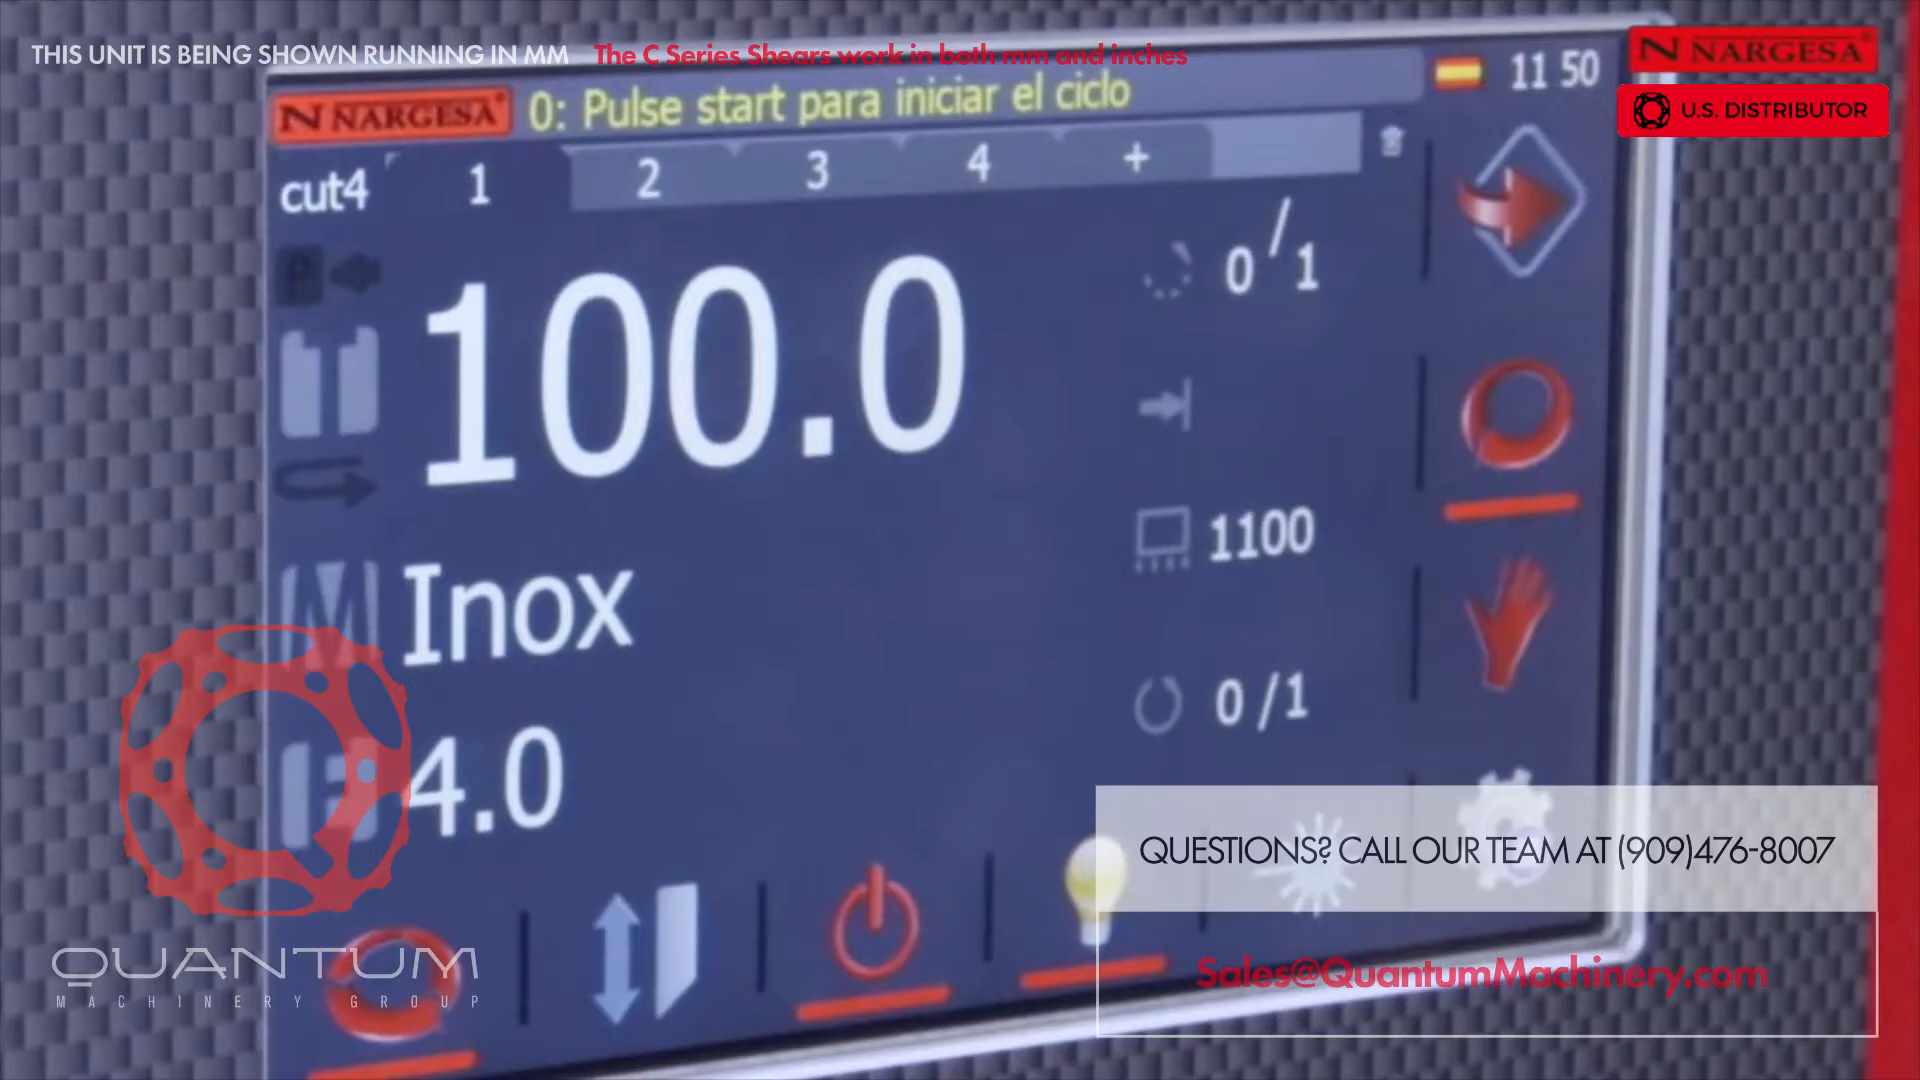 THIS UNIT IS BEING SHOWN RUNNING IN MM The C Series Shears work in both mm and inches
NARGESA
U.S. DISTRIBUTOR
NARGESA 0: Pulse start para iniciar el ciclo 11 50
cut4 1 2 3 4 +
P
100.0
0/1
1100
Inox
0/1
4.0
QUESTIONS? CALL OUR TEAM AT (909)476-8007
Sales@QuantumMachinery.com
QUANTUM
MACHINERY GROUP